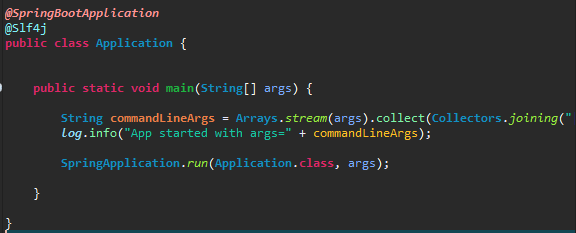 @SpringBootApplication
@Slf4j
public class Application {
public static void main(String[] args) {
String commandLineArgs = Arrays.stream(args).collect(Collectors.joining("
log.info("App started with args=" + commandLineArgs);
SpringApplication.run(Application.class, args);
}
}